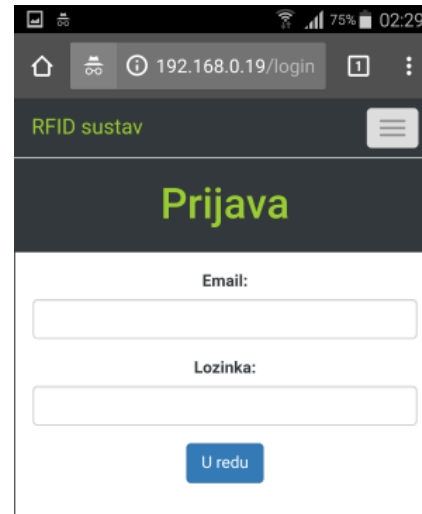 75% 02:29
192.168.0.19/login 1
RFID sustav
Prijava
Email:
Lozinka:
U redu